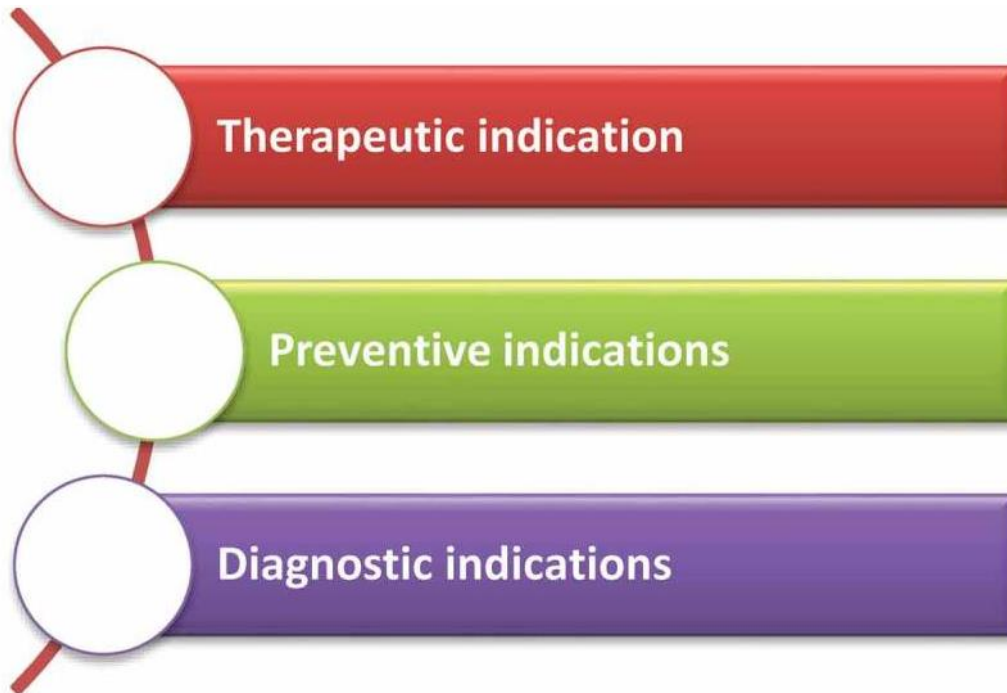 Therapeutic indication
Preventive indications
Diagnostic indications